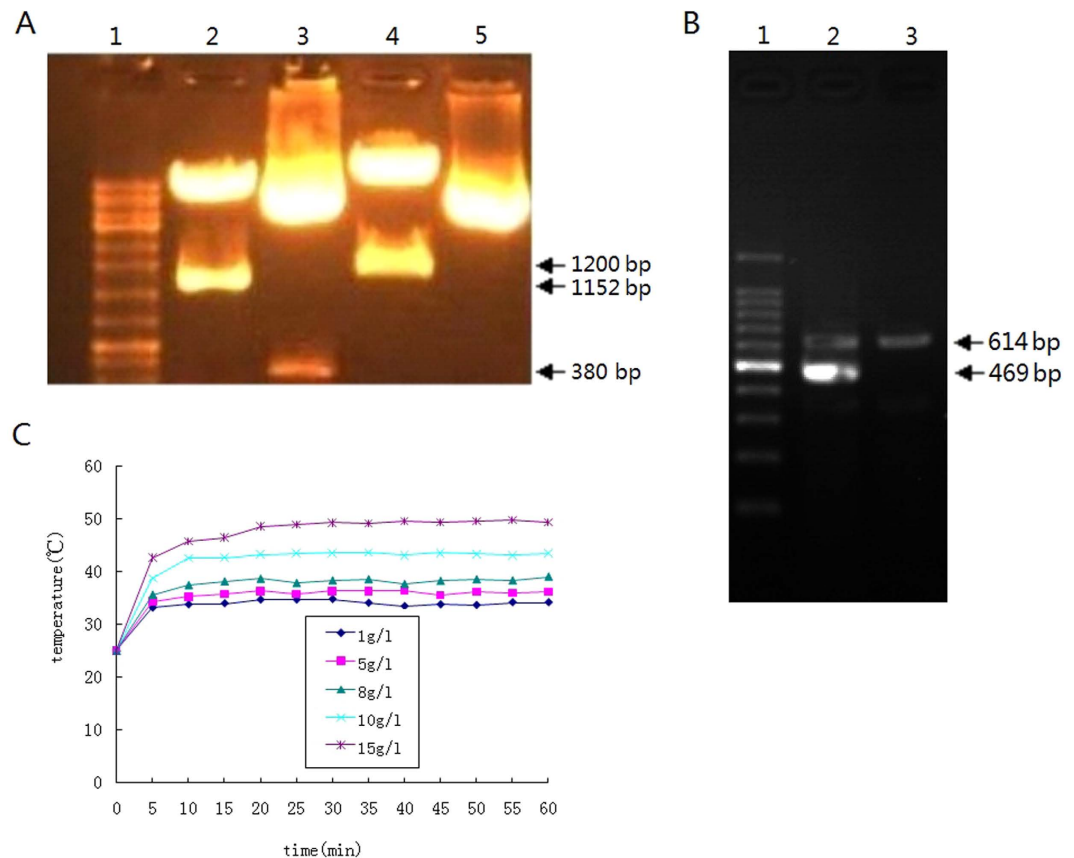 A
1 2 3 4 5
1200 bp
1152 bp
380 bp
B
1 2 3
614 bp
469 bp
C
60
50
40
30
20
10
0
temperature(℃)
0 5 10 15 20 25 30 35 40 45 50 55 60
time(min)
1g/l
5g/l
8g/l
10g/l
15g/l